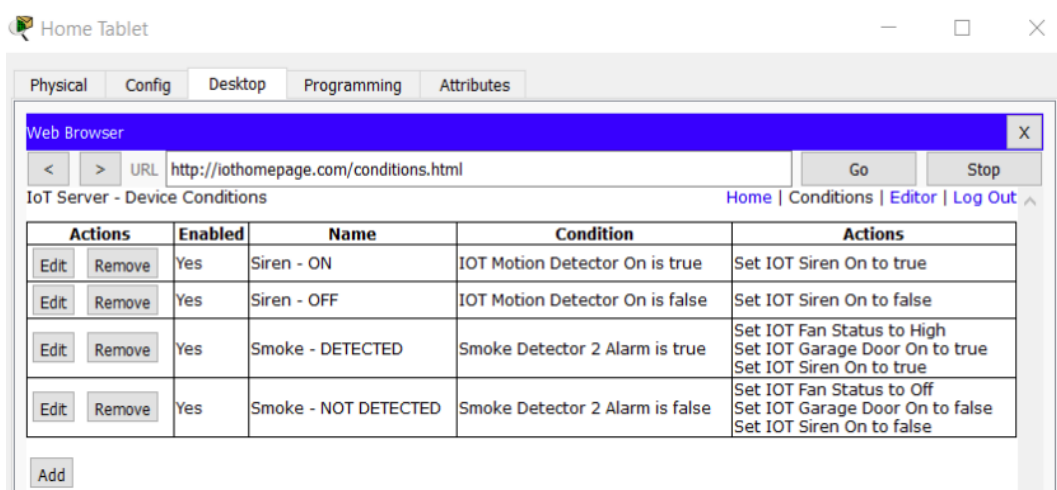 Home Tablet
Physical Config Desktop Programming Attributes
Web Browser X
< > URL http://iothomepage.com/conditions.html Go Stop
IoT Server - Device Conditions Home | Conditions | Editor | Log Out
Actions Enabled Name Condition Actions
Edit Remove Yes Siren - ON IOT Motion Detector On is true Set IOT Siren On to true
Edit Remove Yes Siren - OFF IOT Motion Detector On is false Set IOT Siren On to false
Edit Remove Yes Smoke - DETECTED Smoke Detector 2 Alarm is true Set IOT Fan Status to High
Set IOT Garage Door On to true
Set IOT Siren On to true
Edit Remove Yes Smoke - NOT DETECTED Smoke Detector 2 Alarm is false Set IOT Fan Status to Off
Set IOT Garage Door On to false
Set IOT Siren On to false
Add